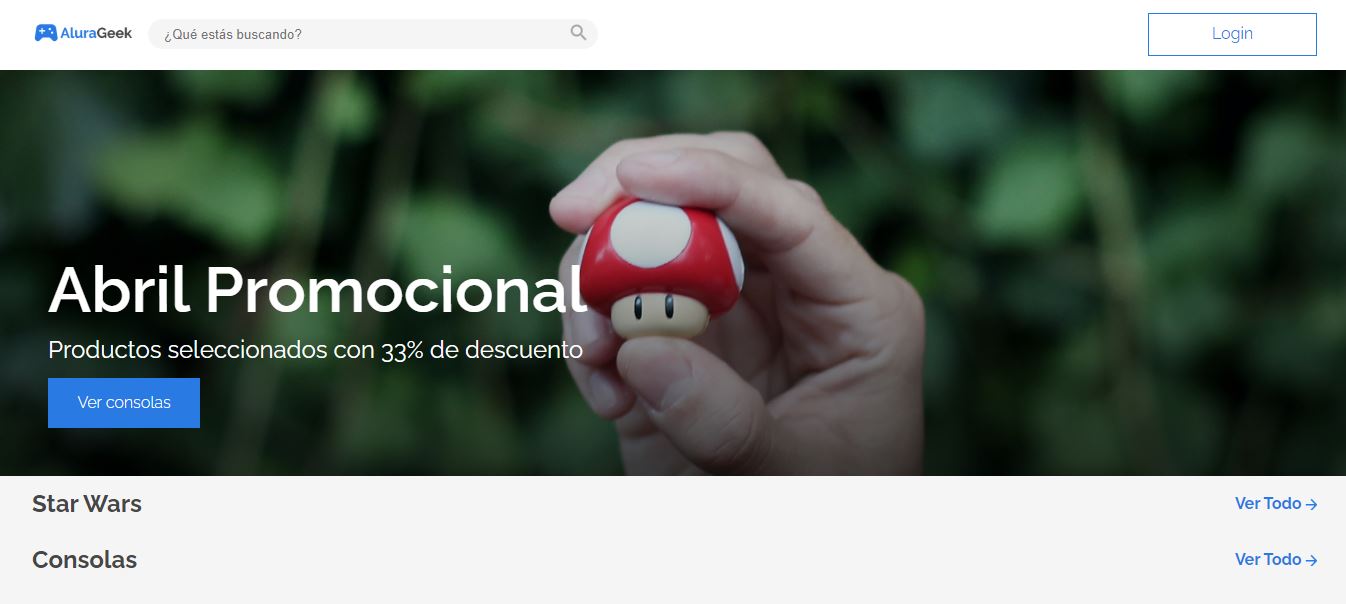 AluraGeek
¿Qué estás buscando?
Login
Abril Promocional
Productos seleccionados con 33% de descuento
Ver consolas
Star Wars
Ver Todo →
Consolas
Ver Todo →